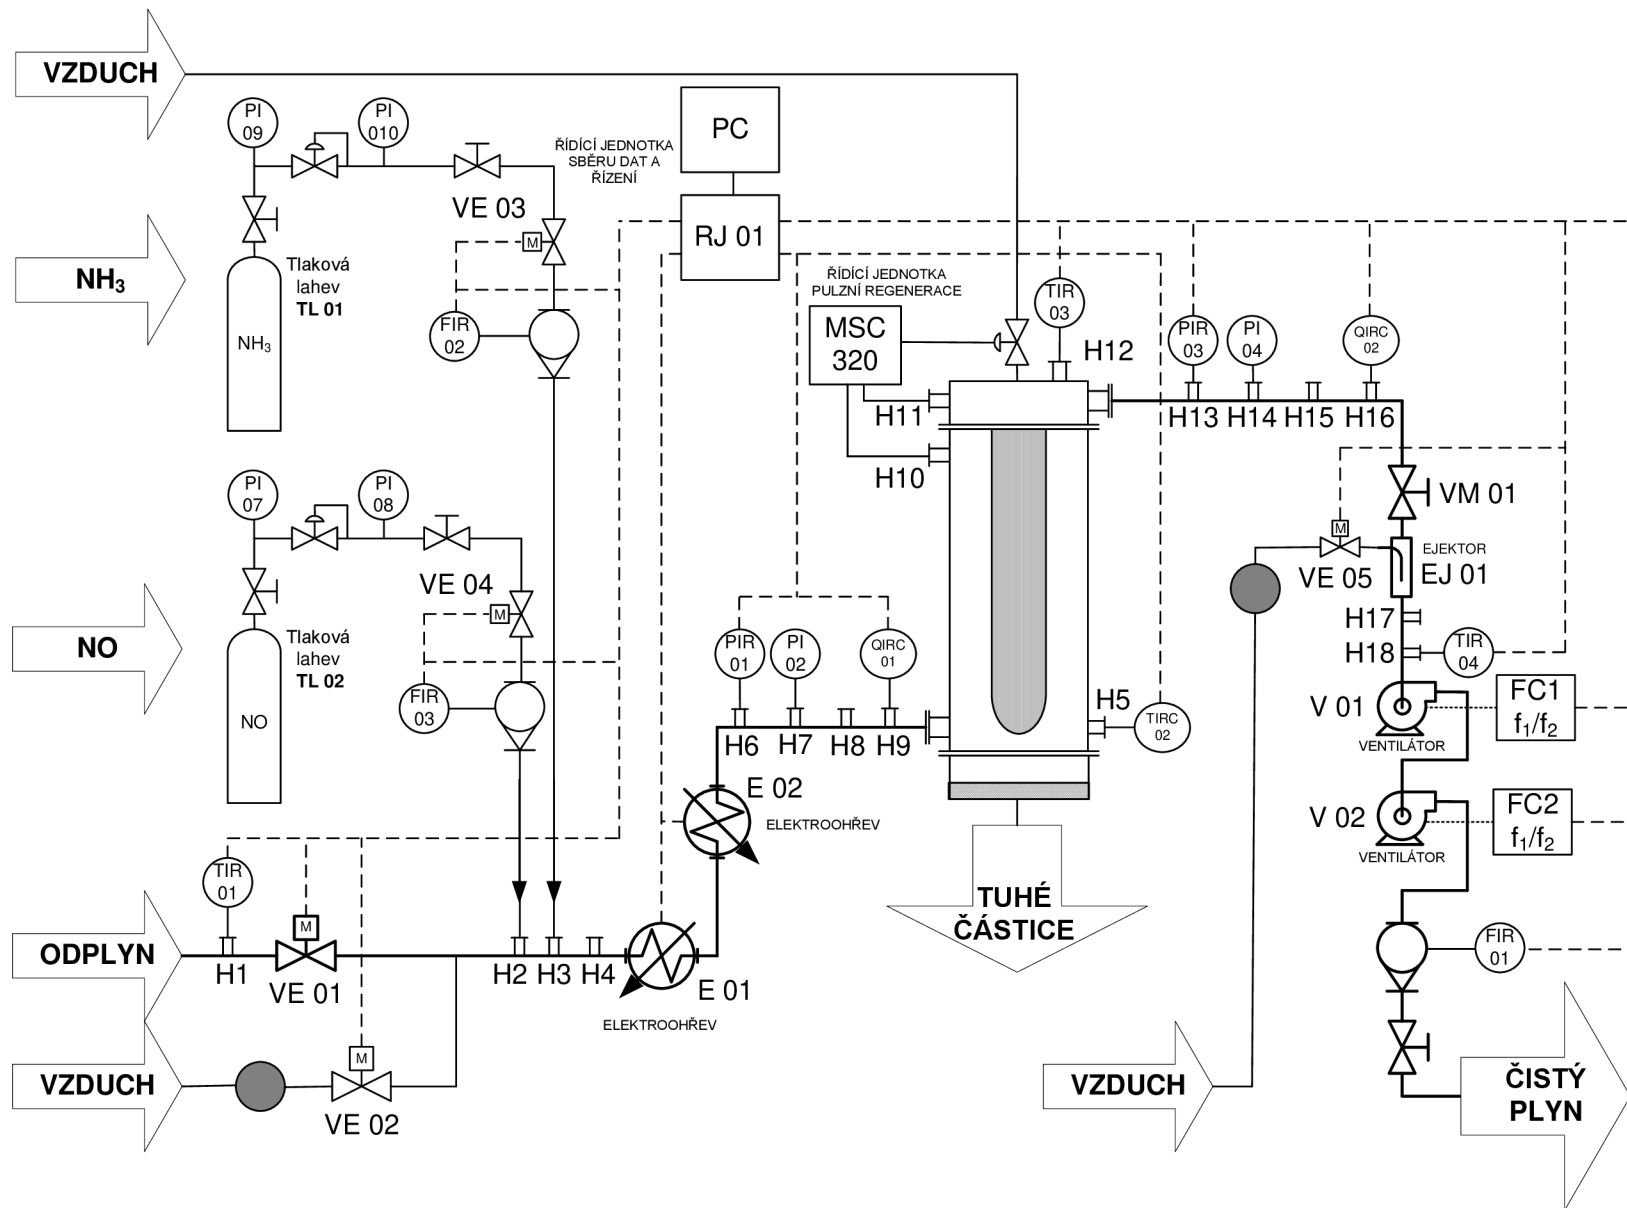 VZDUCH
PI
09
PI
010
ŘÍDÍCÍ JEDNOTKA
SBĚRU DAT A
ŘÍZENÍ
PC
VE 03
M
RJ 01
NH₃
Tlaková
lahev
TL 01
NH₃
FIR
02
ŘÍDÍCÍ JEDNOTKA
PULZNÍ REGENERACE
MSC
320
TIR
03
H12
PIR
03
PI
04
QIRC
02
H11
H10
H13
H14
H15
H16
PI
07
PI
08
VE 04
M
NO
Tlaková
lahev
TL 02
NO
FIR
03
VM 01
M
VE 05
EJEKTOR
EJ 01
H17
H18
TIR
04
PIR
01
PI
02
QIRC
01
H6
H7
H8
H9
H5
TIRC
02
V 01
VENTILÁTOR
FC1
f₁/f₂
E 02
ELEKTROOHŘEV
V 02
VENTILÁTOR
FC2
f₁/f₂
TIR
01
M
ODPLYN
H1
VE 01
H2
H3
H4
E 01
ELEKTROOHŘEV
TUHÉ
ČÁSTICE
FIR
01
VZDUCH
M
VE 02
VZDUCH
ČISTÝ
PLYN